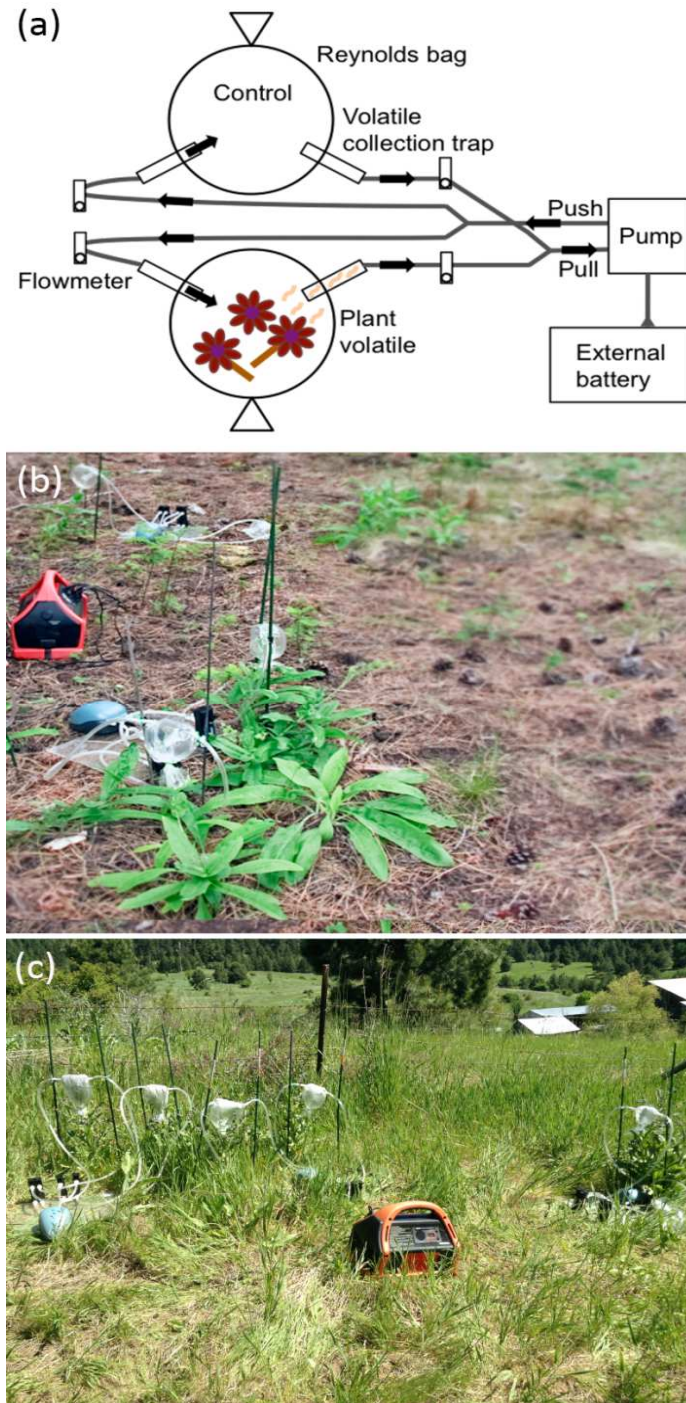 (a)
Reynolds bag
Control
Volatile
collection trap
Push
Pump
Pull
Flowmeter
Plant
volatile
External
battery
(b)
(c)